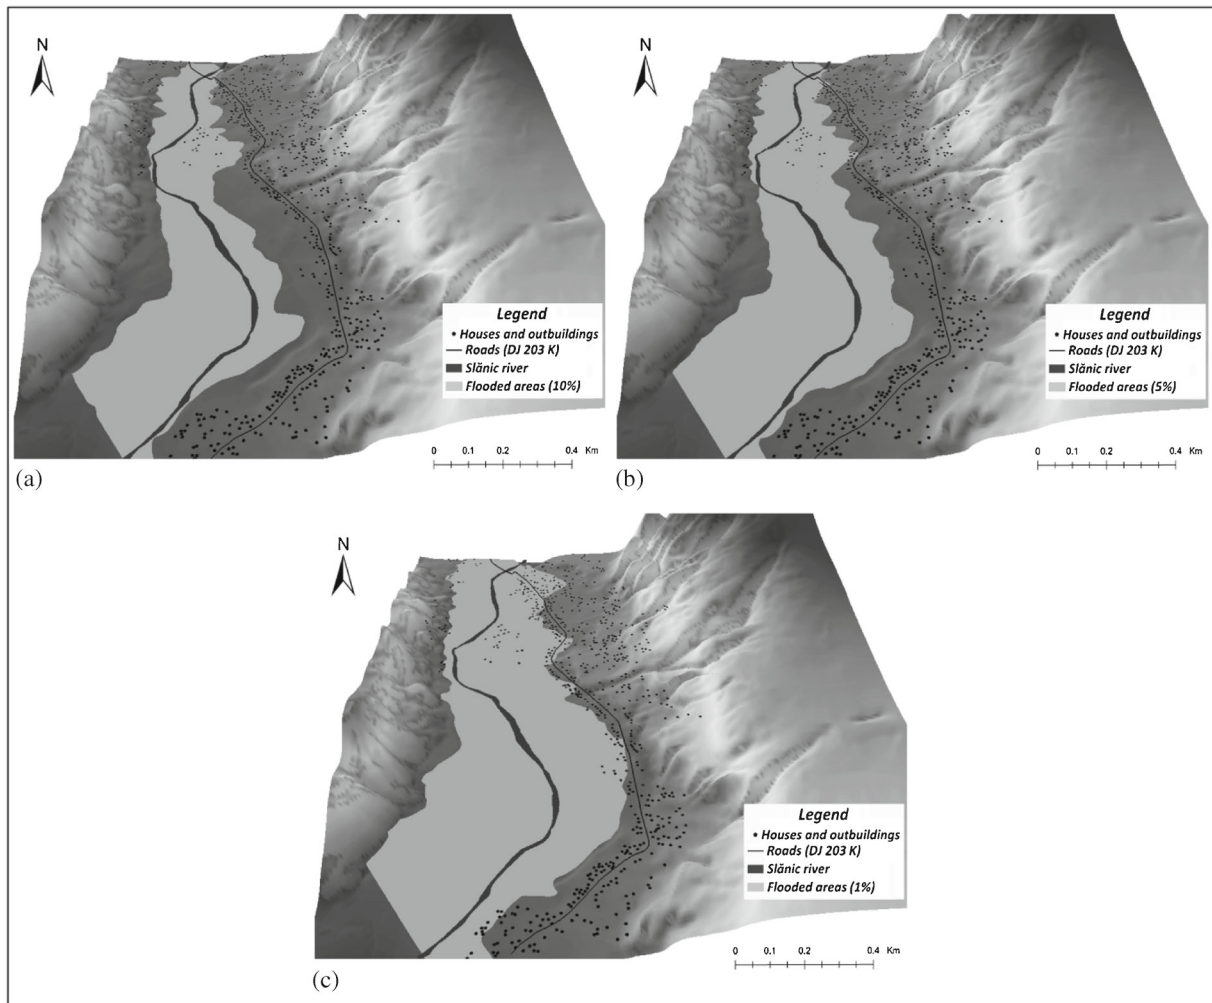 N
Legend
Houses and outbuildings
Roads (DJ 203 K)
Slănic river
Flooded areas (10%)
0 0.1 0.2 0.4 Km
(a)
N
Legend
Houses and outbuildings
Roads (DJ 203 K)
Slănic river
Flooded areas (5%)
0 0.1 0.2 0.4 Km
(b)
N
Legend
Houses and outbuildings
Roads (DJ 203 K)
Slănic river
Flooded areas (1%)
0 0.1 0.2 0.4 Km
(c)